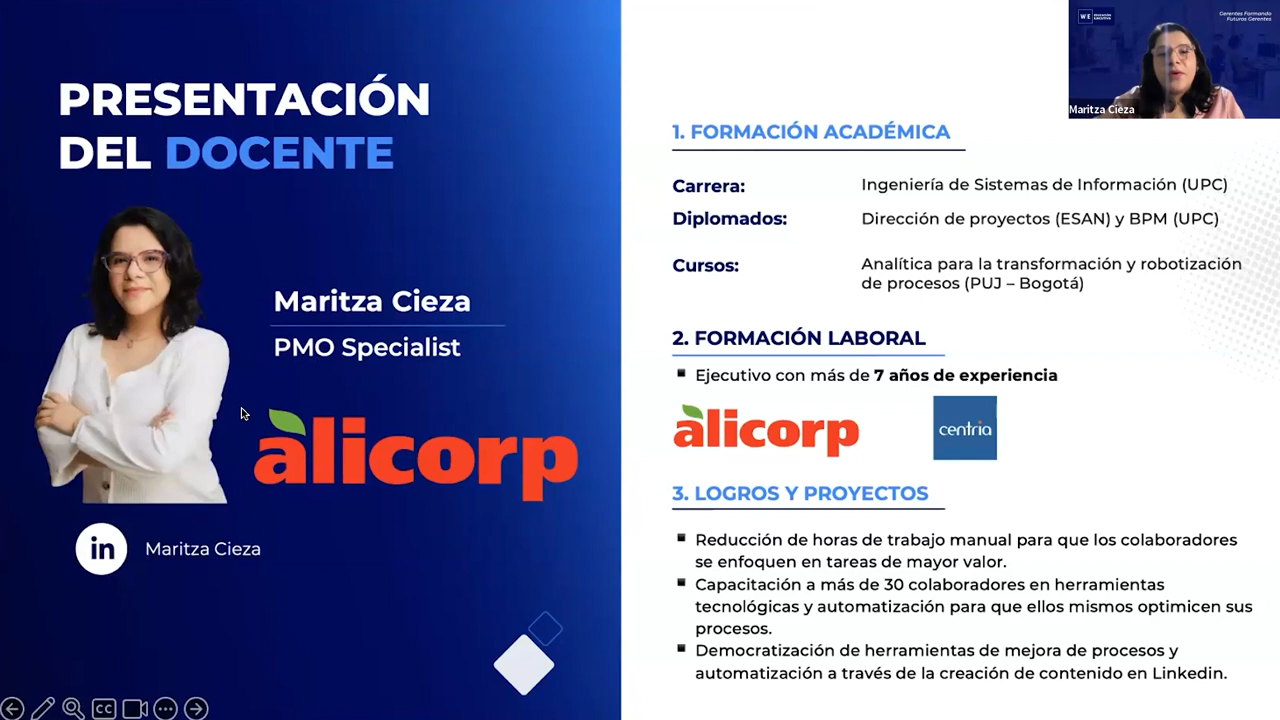 PRESENTACIÓN
DEL DOCENTE
Maritza Cieza
PMO Specialist
alicorp
in
Maritza Cieza
CC
WE EDUCACIÓN EJECUTIVA
Gerentes Formando
Futuros Gerentes
Maritza Cieza
1. FORMACIÓN ACADÉMICA
Carrera: Ingeniería de Sistemas de Información (UPC)
Diplomados: Dirección de proyectos (ESAN) y BPM (UPC)
Cursos: Analítica para la transformación y robotización
de procesos (PUJ – Bogotá)
2. FORMACIÓN LABORAL
▪ Ejecutivo con más de 7 años de experiencia
alicorp centria
3. LOGROS Y PROYECTOS
▪ Reducción de horas de trabajo manual para que los colaboradores
se enfoquen en tareas de mayor valor.
▪ Capacitación a más de 30 colaboradores en herramientas
tecnológicas y automatización para que ellos mismos optimicen sus
procesos.
▪ Democratización de herramientas de mejora de procesos y
automatización a través de la creación de contenido en Linkedin.